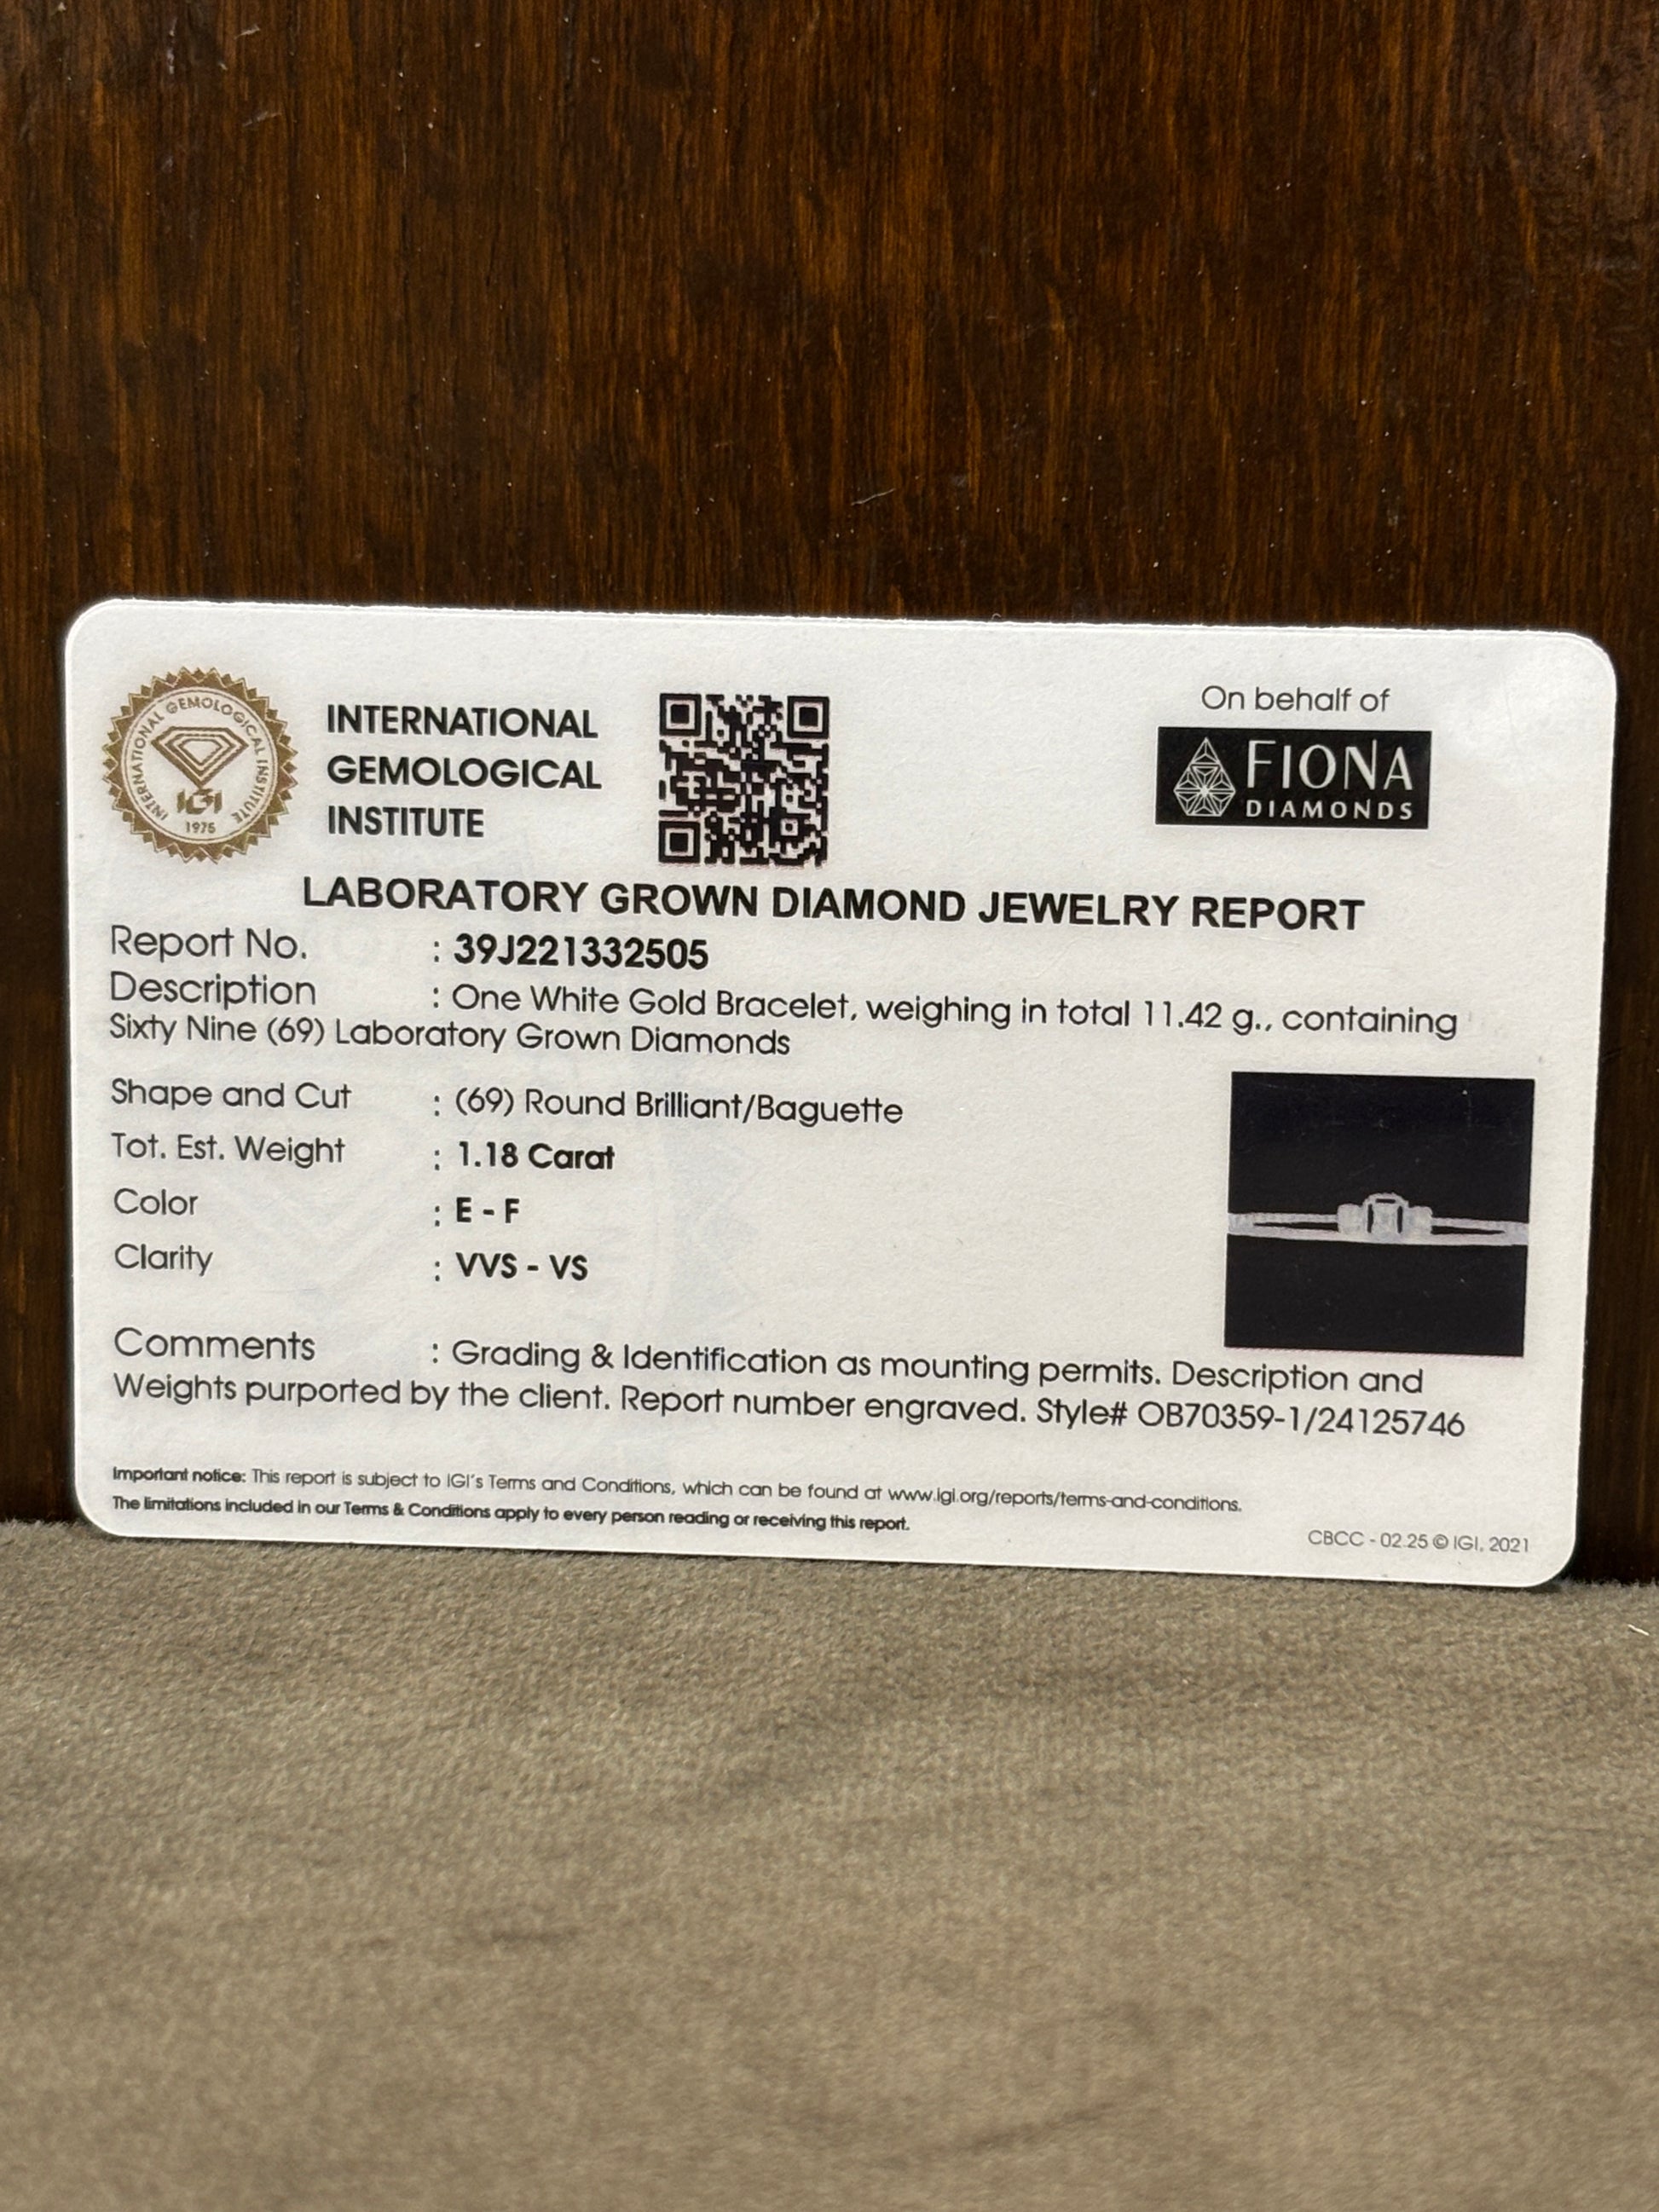 INTERNATIONAL GEMOLOGICAL INSTITUTE
IGI
1975
INTERNATIONAL
GEMOLOGICAL
INSTITUTE
On behalf of
FIONA
DIAMONDS
LABORATORY GROWN DIAMOND JEWELRY REPORT
Report No. : 39J221332505
Description : One White Gold Bracelet, weighing in total 11.42 g., containing
Sixty Nine (69) Laboratory Grown Diamonds
Shape and Cut : (69) Round Brilliant/Baguette
Tot. Est. Weight : 1.18 Carat
Color : E - F
Clarity : VVS - VS
Comments : Grading & Identification as mounting permits. Description and
Weights purported by the client. Report number engraved. Style# OB70359-1/24125746
Important notice: This report is subject to IGI's Terms and Conditions, which can be found at www.igi.org/reports/terms-and-conditions.
The limitations included in our Terms & Conditions apply to every person reading or receiving this report.
CBCC - 02.25 © IGI, 2021